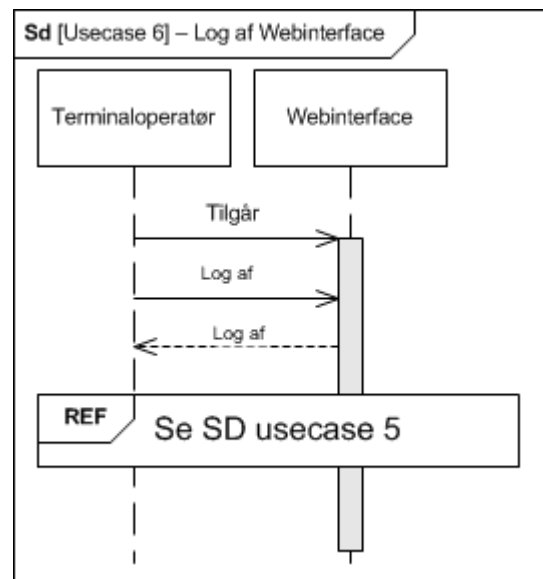 Sd [Usecase 6] – Log af Webinterface
Terminaloperatør
Webinterface
Tilgår
Log af
Log af
REF
Se SD usecase 5